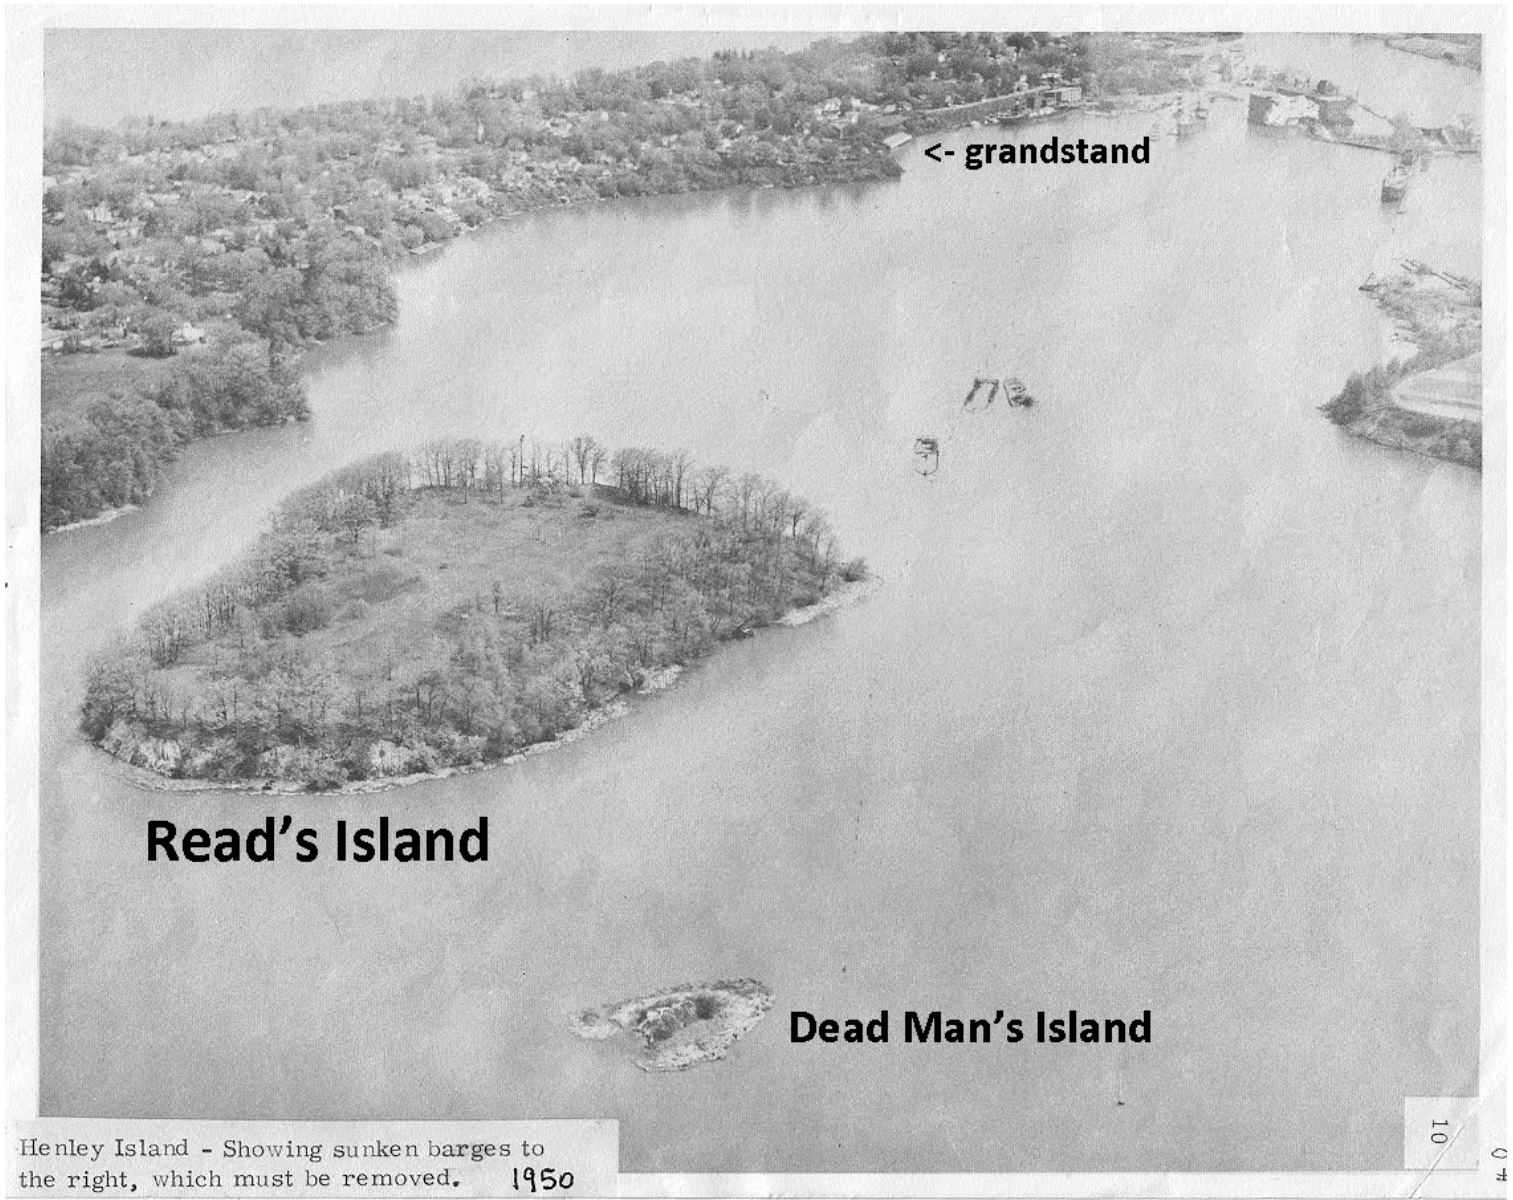 <- grandstand
Read's Island
Dead Man's Island
Henley Island - Showing sunken barges to
the right, which must be removed. 1950
10